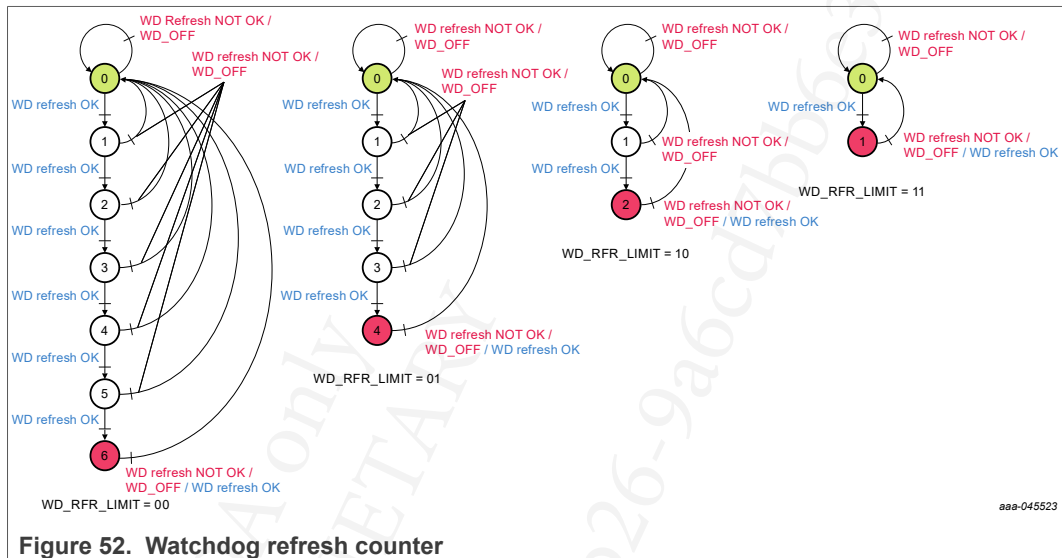 WD Refresh NOT OK /
WD_OFF
WD refresh NOT OK /
WD_OFF
0
WD refresh OK
1
WD refresh OK
2
WD refresh OK
3
WD refresh OK
4
WD refresh OK
5
WD refresh OK
6
WD refresh NOT OK /
WD_OFF / WD refresh OK
WD_RFR_LIMIT = 00
WD refresh NOT OK /
WD_OFF
WD refresh NOT OK /
WD_OFF
0
WD refresh OK
1
WD refresh OK
2
WD refresh OK
3
WD refresh OK
4
WD refresh NOT OK /
WD_OFF / WD refresh OK
WD_RFR_LIMIT = 01
WD refresh NOT OK /
WD_OFF
0
WD refresh OK
1
WD refresh NOT OK /
WD_OFF
WD refresh OK
2
WD refresh NOT OK /
WD_OFF / WD refresh OK
WD_RFR_LIMIT = 10
WD refresh NOT OK /
WD_OFF
0
WD refresh OK
1
WD refresh NOT OK /
WD_OFF / WD refresh OK
WD_RFR_LIMIT = 11
aaa-045523
Figure 52. Watchdog refresh counter
only